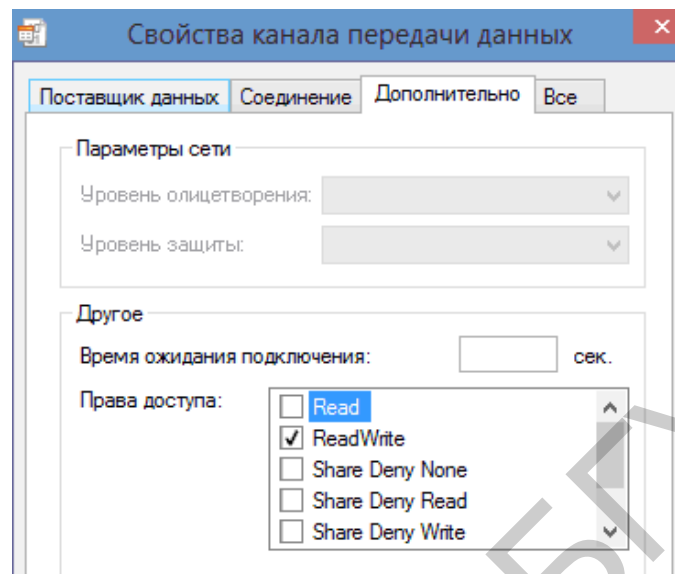 Свойства канала передачи данных
Поставщик данных Соединение Дополнительно Все
Параметры сети
Уровень олицетворения:
Уровень защиты:
Другое
Время ожидания подключения: сек.
Права доступа:
Read
ReadWrite
Share Deny None
Share Deny Read
Share Deny Write
БГУ